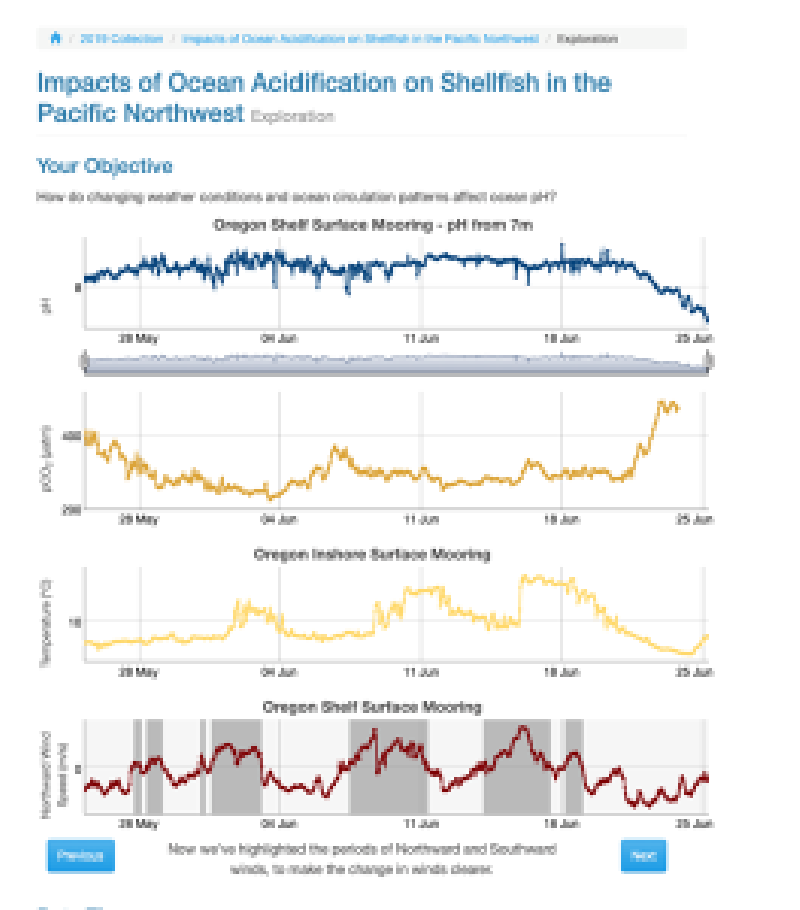 / 2019 Collection / Impacts of Ocean Acidification on Shellfish in the Pacific Northwest / Exploration
Impacts of Ocean Acidification on Shellfish in the
Pacific Northwest Exploration
Your Objective
How do changing weather conditions and ocean circulation patterns affect ocean pH?
Oregon Shelf Surface Mooring - pH from 7m
pH
8
28 May 04 Jun 11 Jun 18 Jun 25 Jun
pCO₂ (µatm)
400
200
28 May 04 Jun 11 Jun 18 Jun 25 Jun
Oregon Inshore Surface Mooring
Temperature (°C)
10
28 May 04 Jun 11 Jun 18 Jun 25 Jun
Oregon Shelf Surface Mooring
Northward Wind
Speed (m/s)
0
28 May 04 Jun 11 Jun 18 Jun 25 Jun
Previous
Now we've highlighted the periods of Northward and Southward
winds, to make the change in winds clearer.
Next